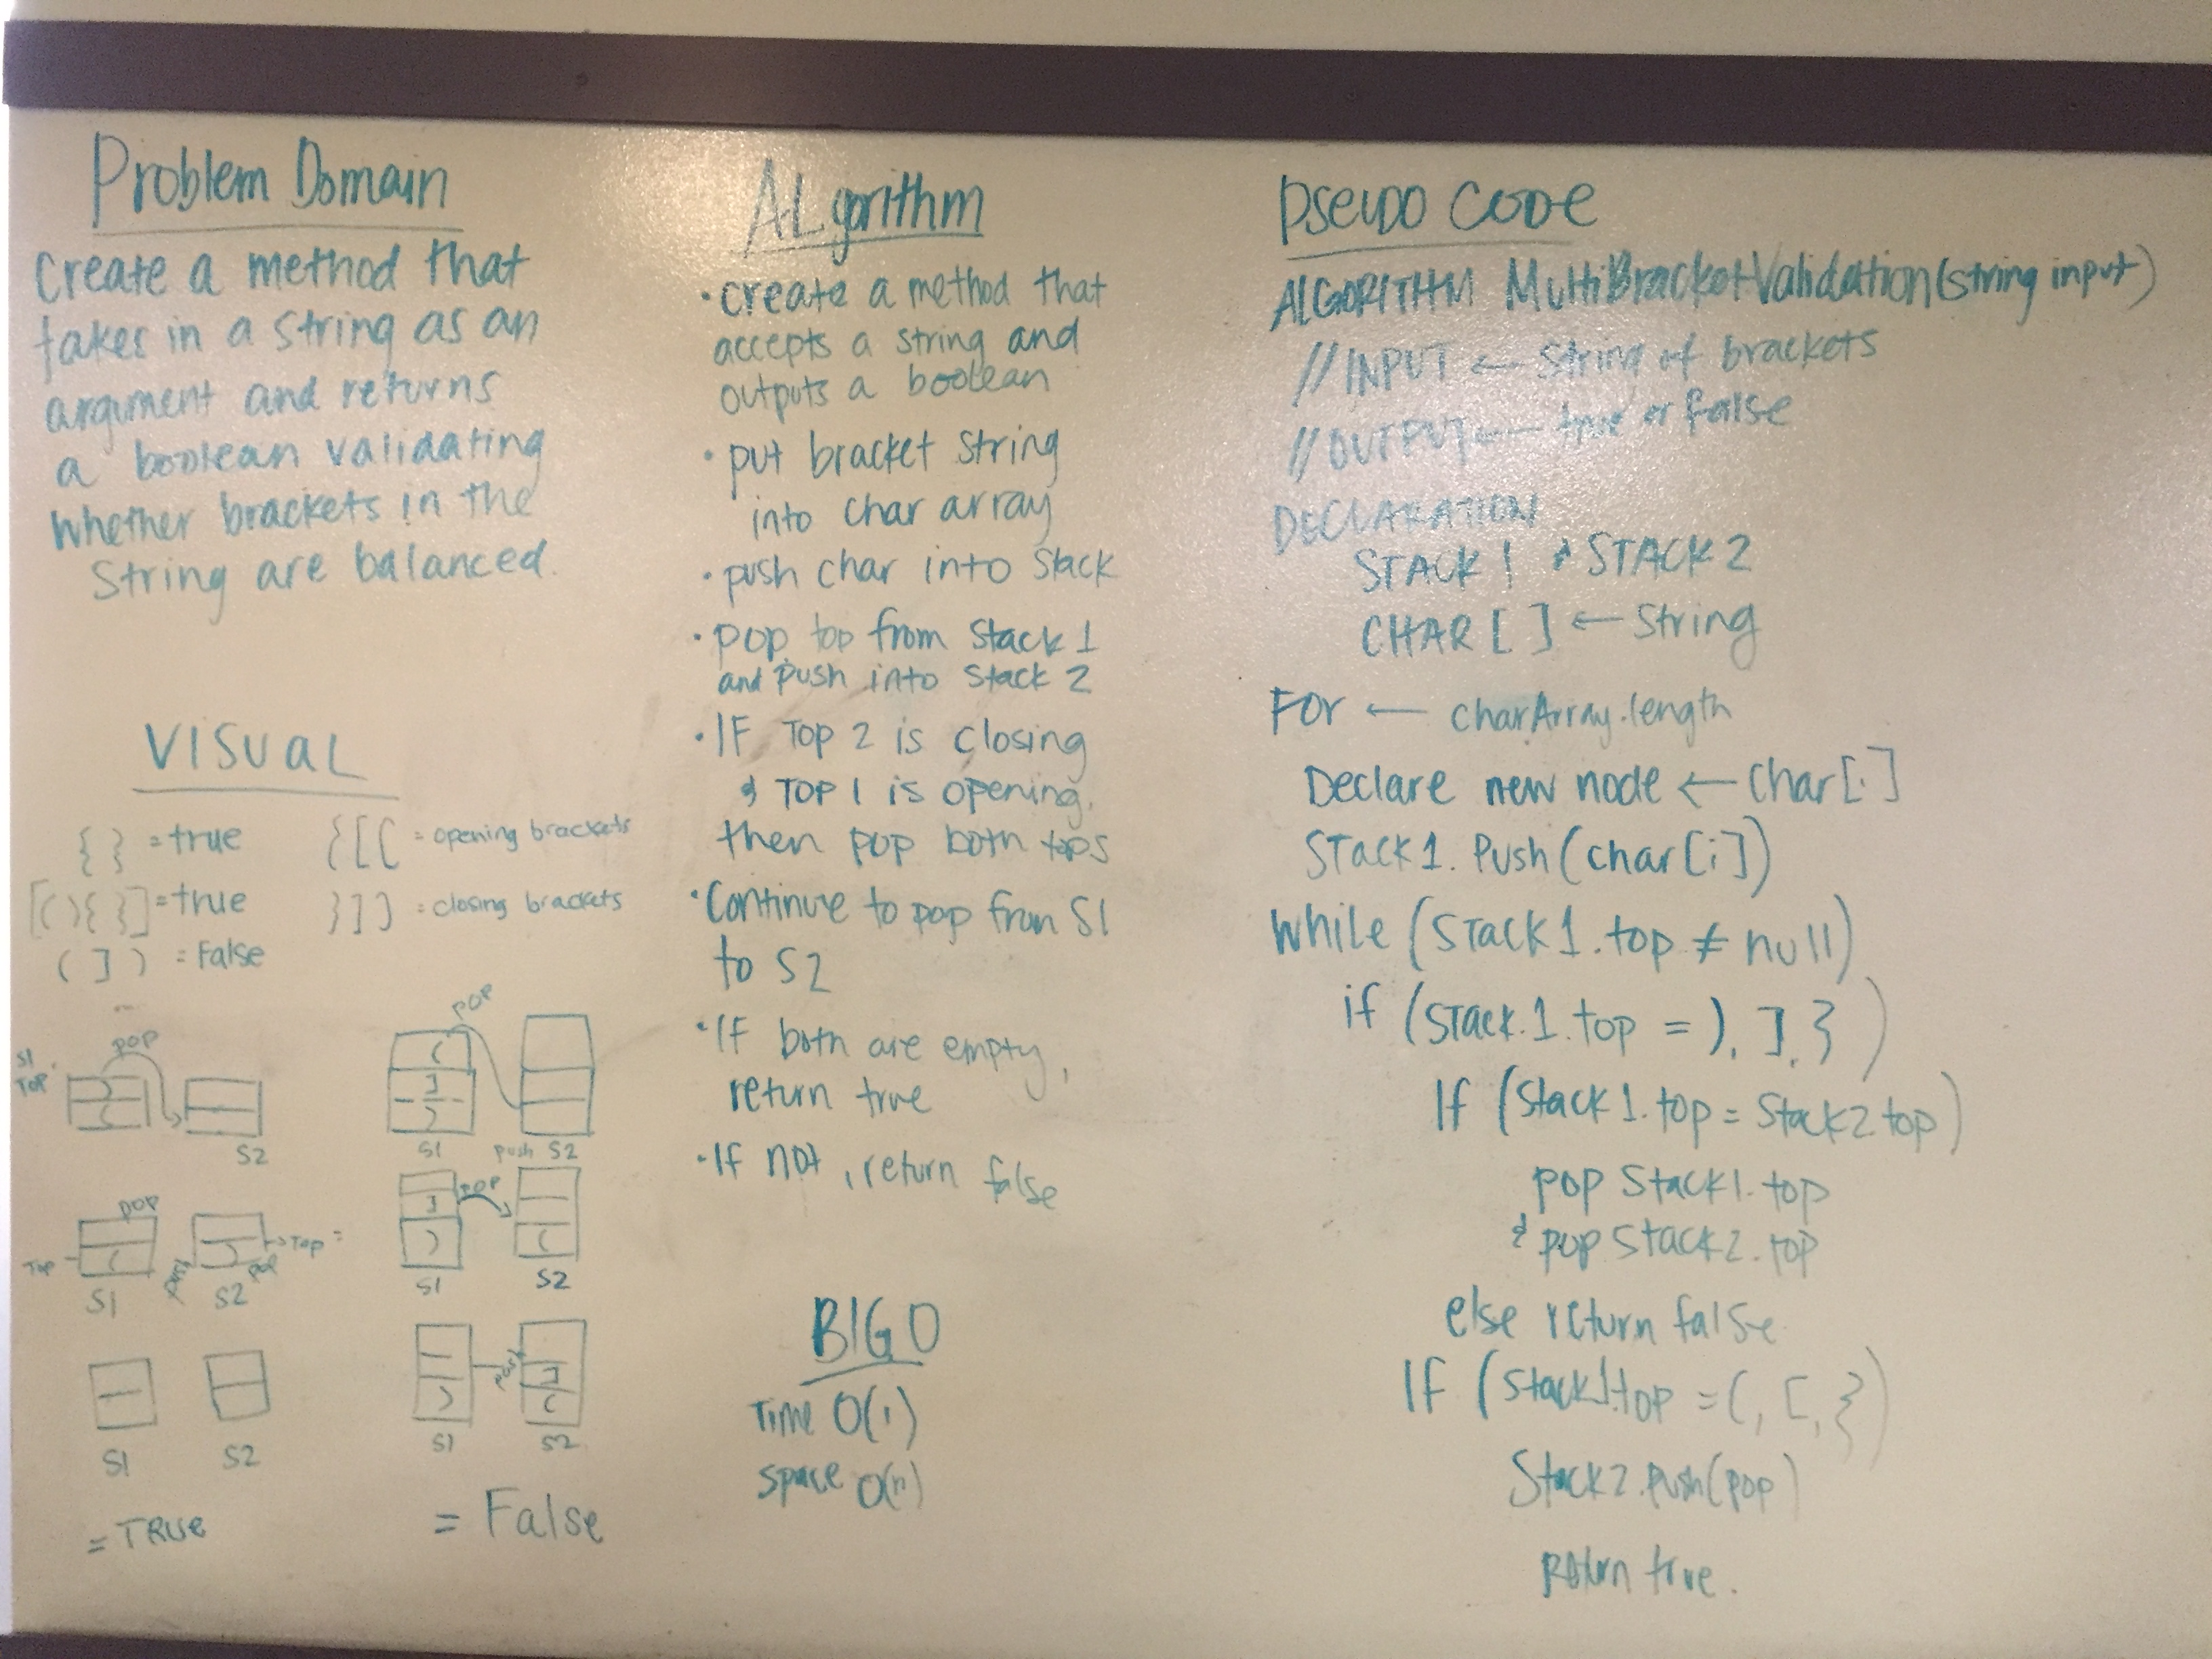 Problem Domain
Create a method that
takes in a string as an
argument and returns
a boolean validating
whether brackets in the
String are balanced.
VISUAL
{ } = true
[(){ }] = true
( ] ) = False
{ [ ( = opening brackets
} ] ) = closing brackets
S1
TOP
pop
S2
pop
TOP
S1
S2
pop
Top =
S1
S2
= TRUE
POP
(
]
)
S1
push S2
POP
]
)
(
S1
S2
)
]
(
S1
S2
= False
ALgorithm
• create a method that
accepts a string and
outputs a boolean
• put bracket string
into char array
• push char into Stack
• pop top from Stack 1
and push into Stack 2
• IF Top 2 is closing
& TOP 1 is opening,
then pop both tops
• Continue to pop from S1
to S2
• If both are empty,
return true
• If not, return false
BIG O
Time O(1)
space O(n)
PSEUDO CODE
ALGORITHM MultiBracketValidation(string input)
// INPUT ← String of brackets
// OUTPUT ← true or false
DECLARATION
STACK 1 & STACK 2
CHAR [ ] ← String
For ← charArray.length
Declare new node ← Char[i]
Stack1.Push(char[i])
While (Stack1.top ≠ null)
if (Stack.1.top = ), ], })
If (Stack1.top = Stack2.top)
pop Stack1.top
& pop Stack2.top
else return false
If (Stack1.top = (, [, })
Stack2.Push(pop)
Return true.